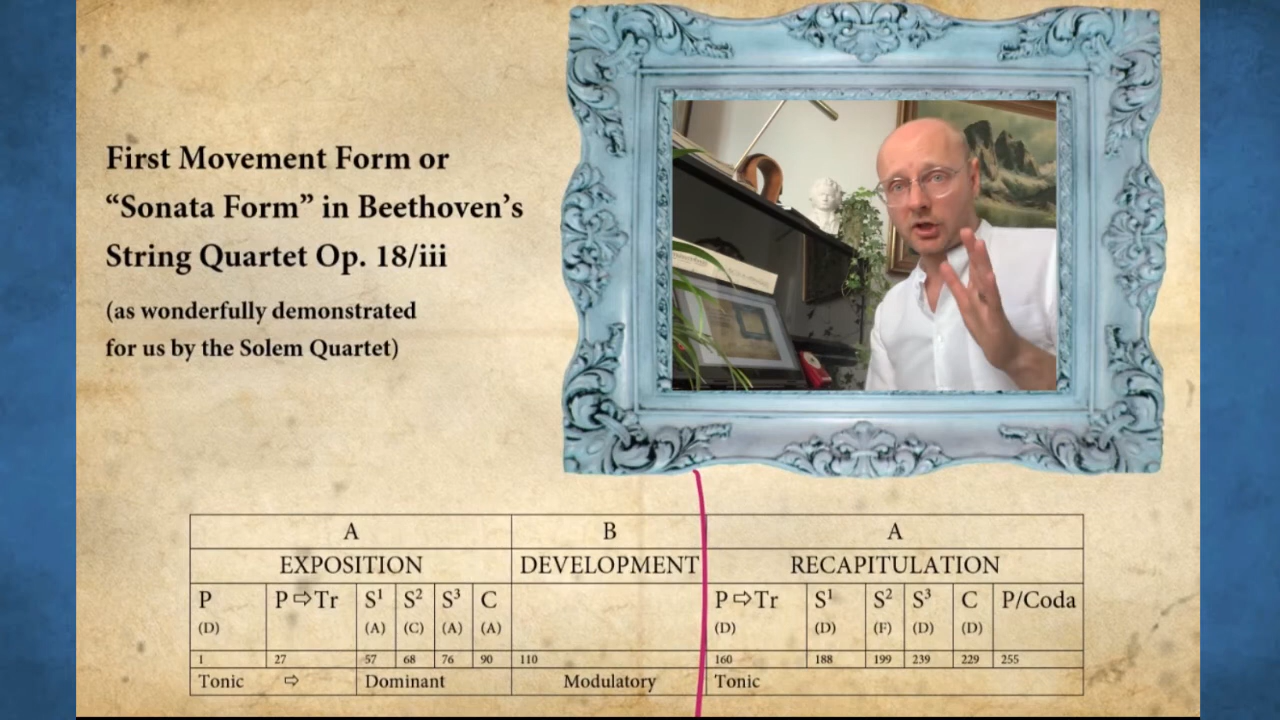 First Movement Form or
“Sonata Form” in Beethoven’s
String Quartet Op. 18/iii
(as wonderfully demonstrated
for us by the Solem Quartet)
A B A
EXPOSITION DEVELOPMENT RECAPITULATION
P P⇨Tr S¹ S² S³ C P⇨Tr S¹ S² S³ C P/Coda
(D) (A) (C) (A) (A) (D) (D) (F) (D) (D)
1 27 57 68 76 90 110 160 188 199 239 229 255
Tonic ⇨ Dominant Modulatory Tonic